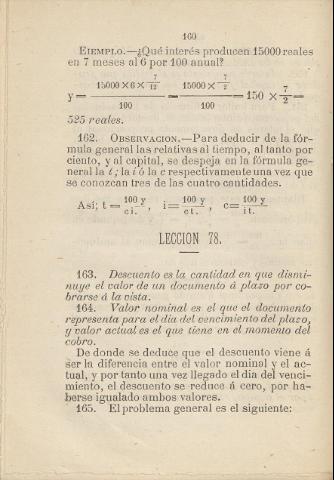 160
EJEMPLO.—¿Qué interés producen 15000 reales
en 7 meses al 6 por 100 anual?
y = 15000 × 6 × 7/12 / 100 = 15000 × 7/2 / 100 = 150 × 7/2 =
525 reales.
162. OBSERVACION.—Para deducir de la fór-
mula general las relativas al tiempo, al tanto por
ciento, y al capital, se despeja en la fórmula ge-
neral la t; la i ó la c respectivamente una vez que
se conozcan tres de las cuatro cantidades.
Así; t = 100 y / c i. , i = 100 y / c t. , c = 100 y / i t.
LECCION 78.
163. Descuento es la cantidad en que dismi-
nuye el valor de un documento á plazo por co-
brarse á la vista.
164. Valor nominal es el que el documento
representa para el dia del vencimiento del plazo,
y valor actual es el que tiene en el momento del
cobro.
De donde se deduce que el descuento viene á
ser la diferencia entre el valor nominal y el ac-
tual, y por tanto una vez llegado el dia del venci-
miento, el descuento se reduce á cero, por ha-
berse igualado ambos valores.
165. El problema general es el siguiente: